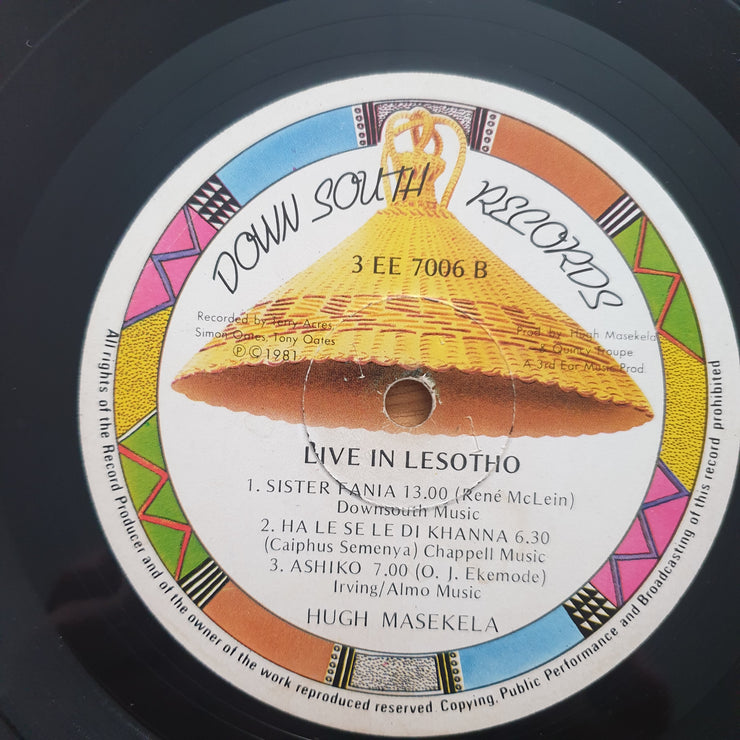 DOWN SOUTH RECORDS
3 EE 7006 B
Recorded by Terry Acres,
Simon Oates, Tony Oates
Ⓟ © 1981
Prod. by Hugh Masekela
& Quincy Troupe
A 3rd Ear Music Prod.
LIVE IN LESOTHO
1. SISTER FANIA 13.00 (René McLein)
Downsouth Music
2. HA LE SE LE DI KHANNA 6.30
(Caiphus Semenya) Chappell Music
3. ASHIKO 7.00 (O. J. Ekemode)
Irving/Almo Music
HUGH MASEKELA
All rights of the Record Producer and of the owner of the work reproduced reserved. Copying, Public Performance and Broadcasting of this record prohibited